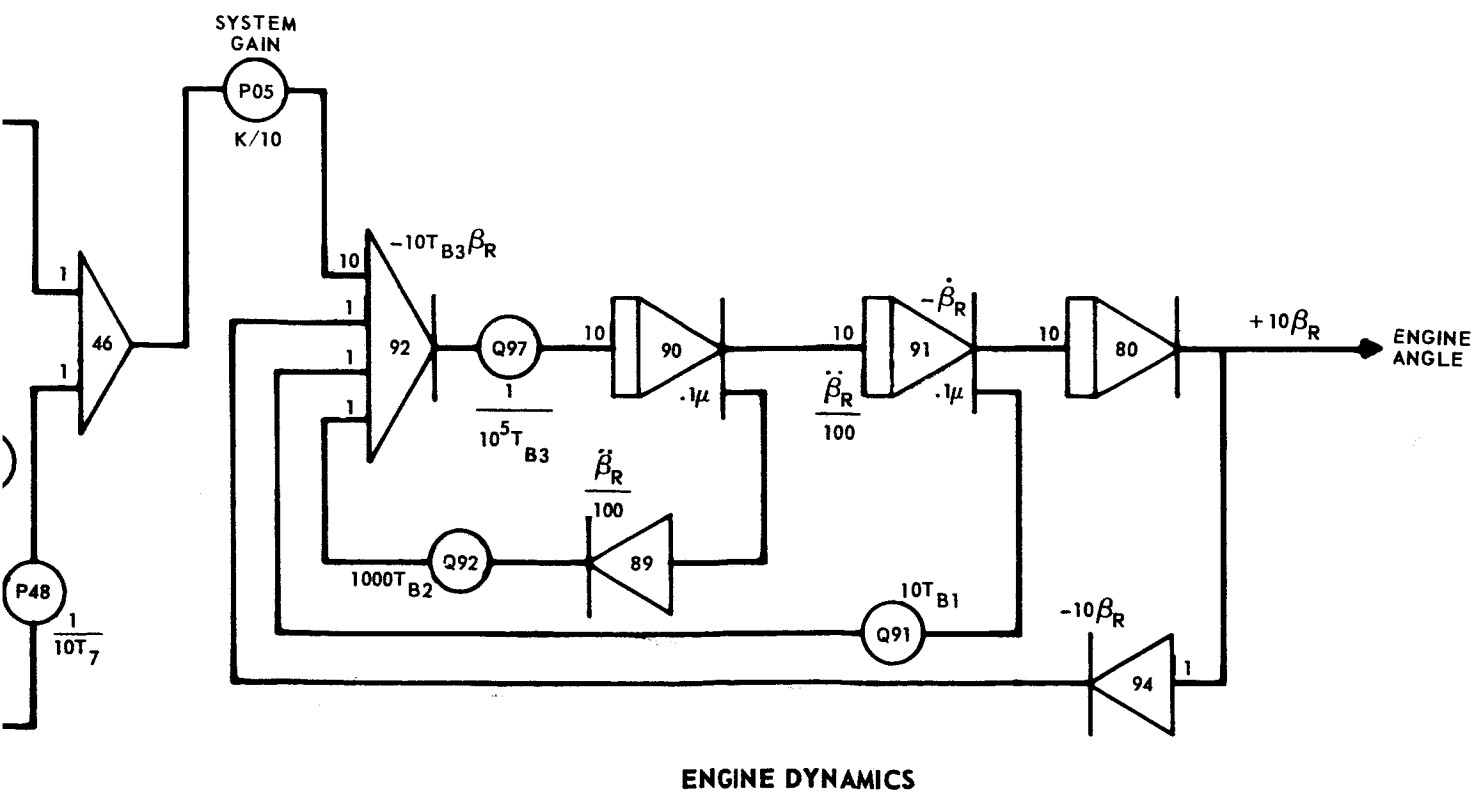 SYSTEM
GAIN
P05
K/10
1
46
1
P48
1
10T7
-10TB3βR
10
1
1
1
92
Q97
1
10^5TB3
10
90
.1μ
β̈R
100
10
-β̇R
91
.1μ
10
80
+10βR
ENGINE
ANGLE
β̈R
100
89
Q92
1000TB2
10TB1
Q91
-10βR
1
94
ENGINE DYNAMICS